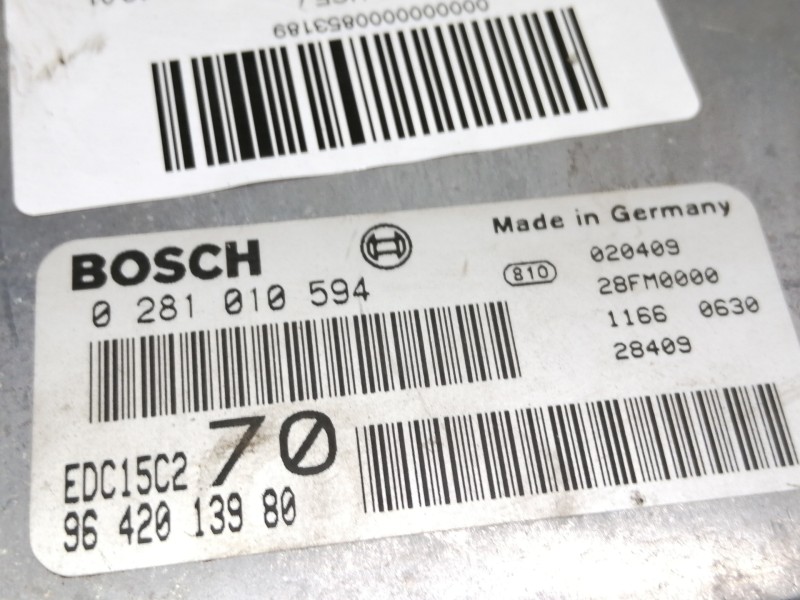 0000000000853189
BOSCH
0 281 010 594
Made in Germany
810
020409
28FM0000
1166 0630
28409
EDC15C2 70
96 420 139 80